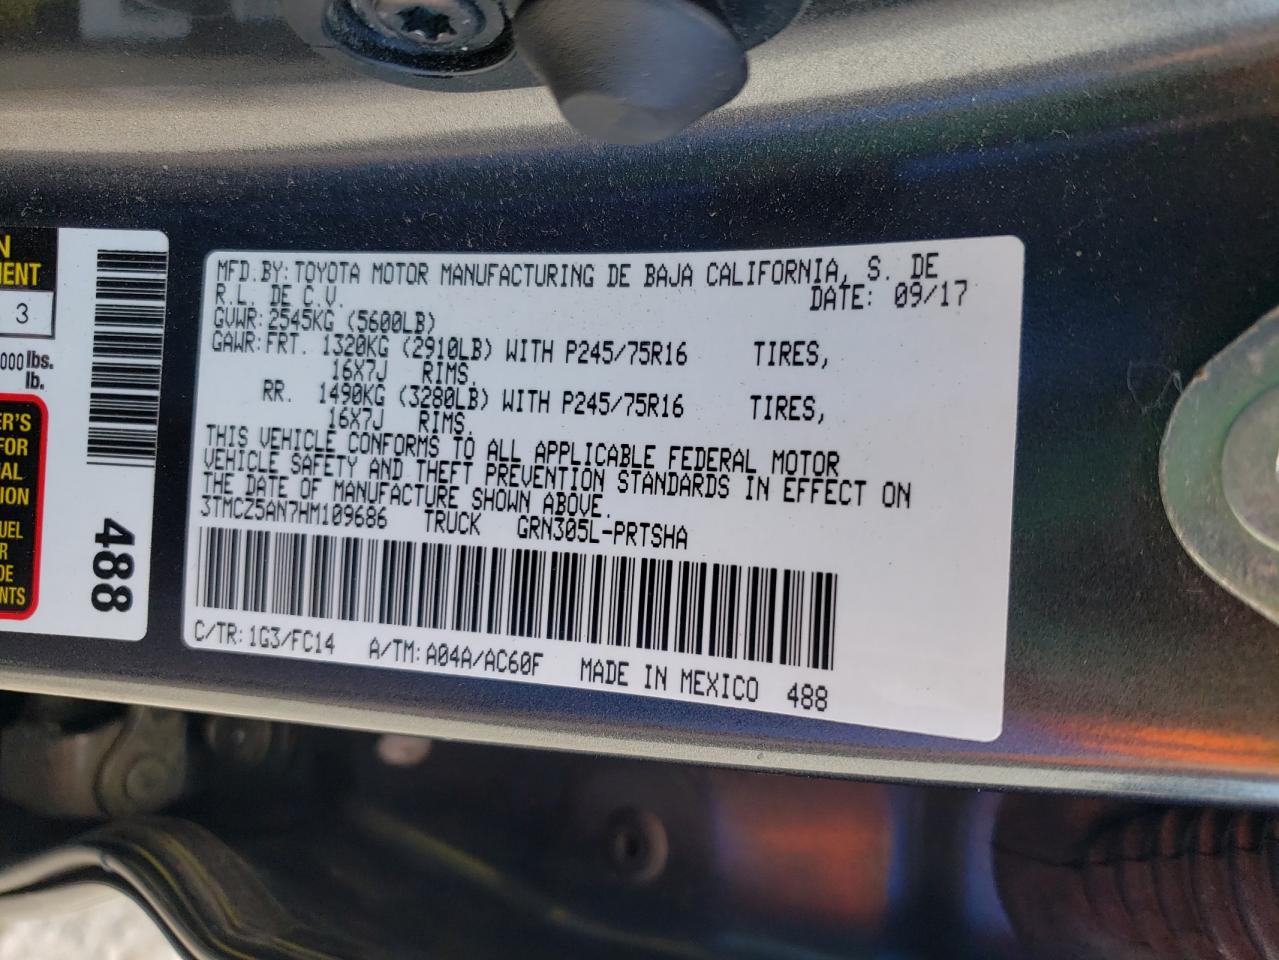 MFD.BY:TOYOTA MOTOR MANUFACTURING DE BAJA CALIFORNIA, S. DE
R.L. DE C.V. DATE: 09/17
GVWR:2545KG (5600LB)
GAWR:FRT. 1320KG (2910LB) WITH P245/75R16 TIRES,
16X7J RIMS.
RR. 1490KG (3280LB) WITH P245/75R16 TIRES,
16X7J RIMS.
THIS VEHICLE CONFORMS TO ALL APPLICABLE FEDERAL MOTOR
VEHICLE SAFETY AND THEFT PREVENTION STANDARDS IN EFFECT ON
THE DATE OF MANUFACTURE SHOWN ABOVE.
3TMCZ5AN7HM109686 TRUCK GRN305L-PRTSHA
C/TR:1G3/FC14 A/TM:A04A/AC60F MADE IN MEXICO 488
3
000 lbs.
lb.
488